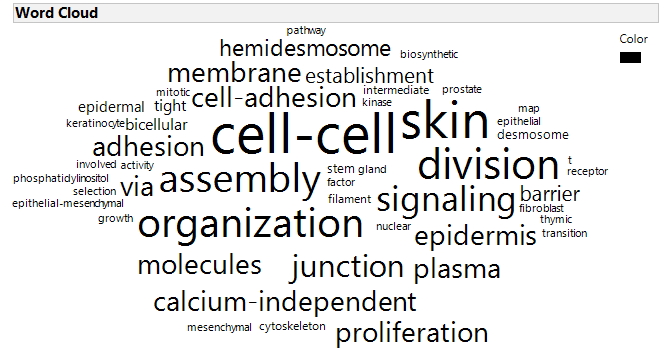 Word Cloud
Color
pathway
hemidesmosome
biosynthetic
membrane
establishment
mitotic
cell-adhesion
intermediate
prostate
kinase
epidermal
tight
cell-cell
skin
map
keratinocyte
bicellular
epithelial
desmosome
adhesion
division
t
involved
activity
receptor
phosphatidylinositol
via
assembly
stem
gland
factor
selection
signaling
barrier
epithelial-mesenchymal
filament
fibroblast
growth
organization
nuclear
epidermis
thymic
transition
molecules
junction
plasma
calcium-independent
mesenchymal
cytoskeleton
proliferation